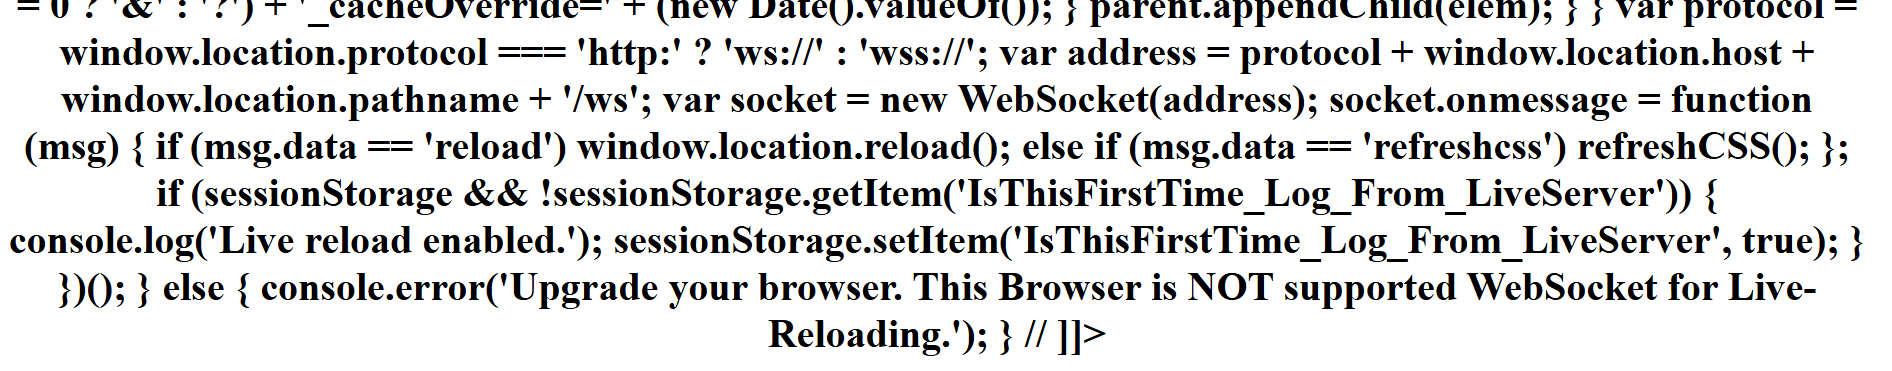 = 0 ? '&' : '?') + '_cacheOverride=' + (new Date().valueOf()); } parent.appendChild(elem); } } var protocol =
window.location.protocol === 'http:' ? 'ws://' : 'wss://'; var address = protocol + window.location.host +
window.location.pathname + '/ws'; var socket = new WebSocket(address); socket.onmessage = function
(msg) { if (msg.data == 'reload') window.location.reload(); else if (msg.data == 'refreshcss') refreshCSS(); };
if (sessionStorage && !sessionStorage.getItem('IsThisFirstTime_Log_From_LiveServer')) {
console.log('Live reload enabled.'); sessionStorage.setItem('IsThisFirstTime_Log_From_LiveServer', true); }
})(); } else { console.error('Upgrade your browser. This Browser is NOT supported WebSocket for Live-
Reloading.'); } // ]]>